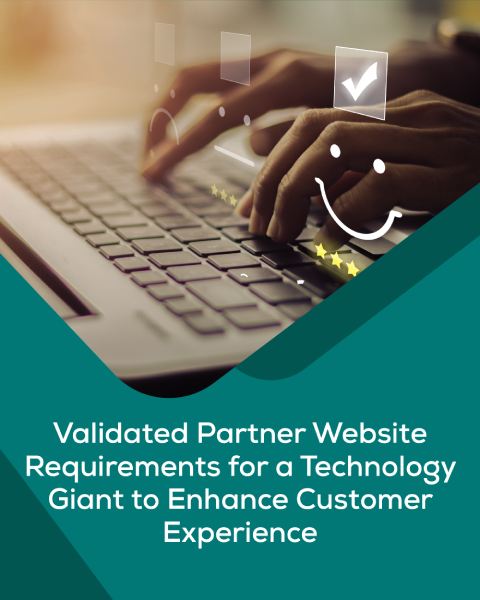 Validated Partner Website
Requirements for a Technology
Giant to Enhance Customer
Experience